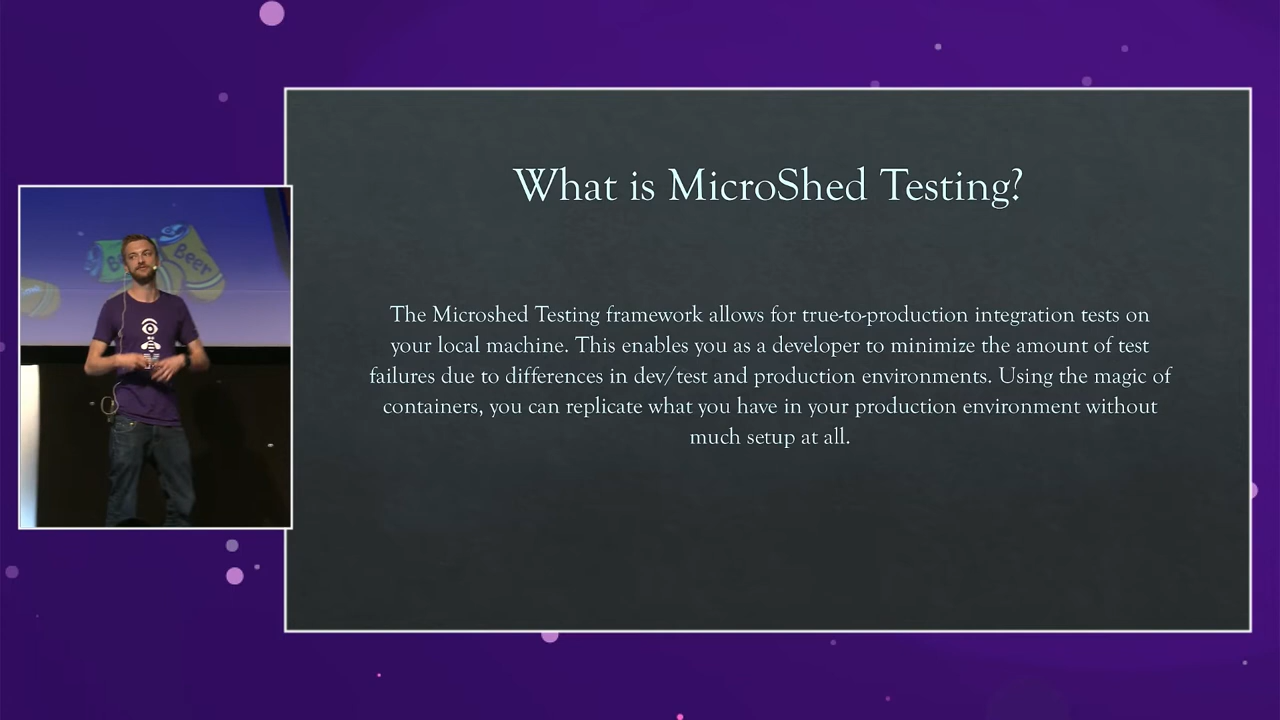 What is MicroShed Testing?
The Microshed Testing framework allows for true-to-production integration tests on
your local machine. This enables you as a developer to minimize the amount of test
failures due to differences in dev/test and production environments. Using the magic of
containers, you can replicate what you have in your production environment without
much setup at all.
Beer